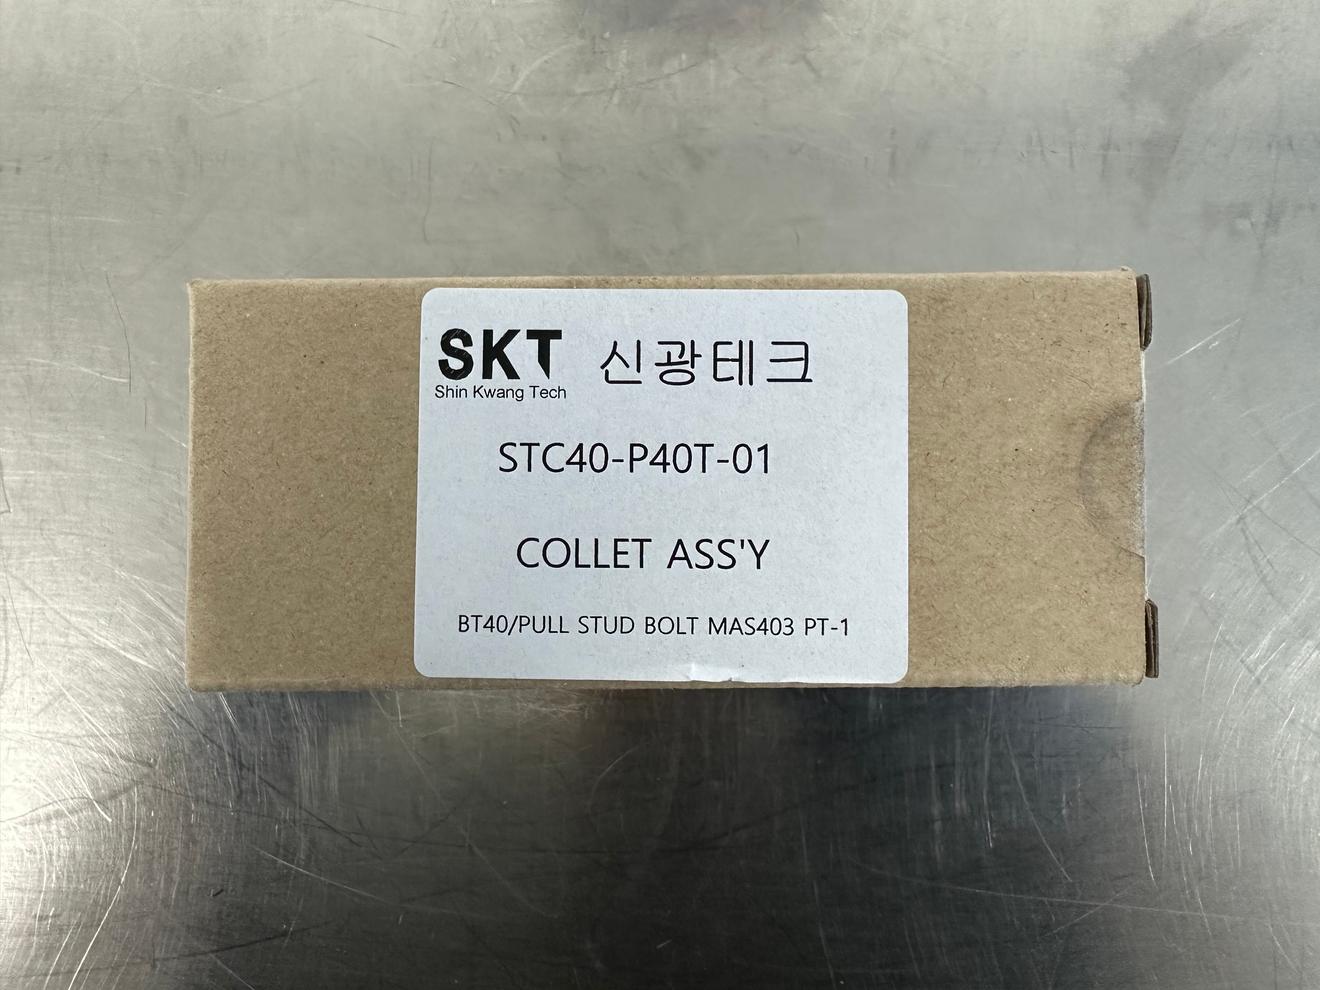 SKT 신광테크
Shin Kwang Tech
STC40-P40T-01
COLLET ASS'Y
BT40/PULL STUD BOLT MAS403 PT-1